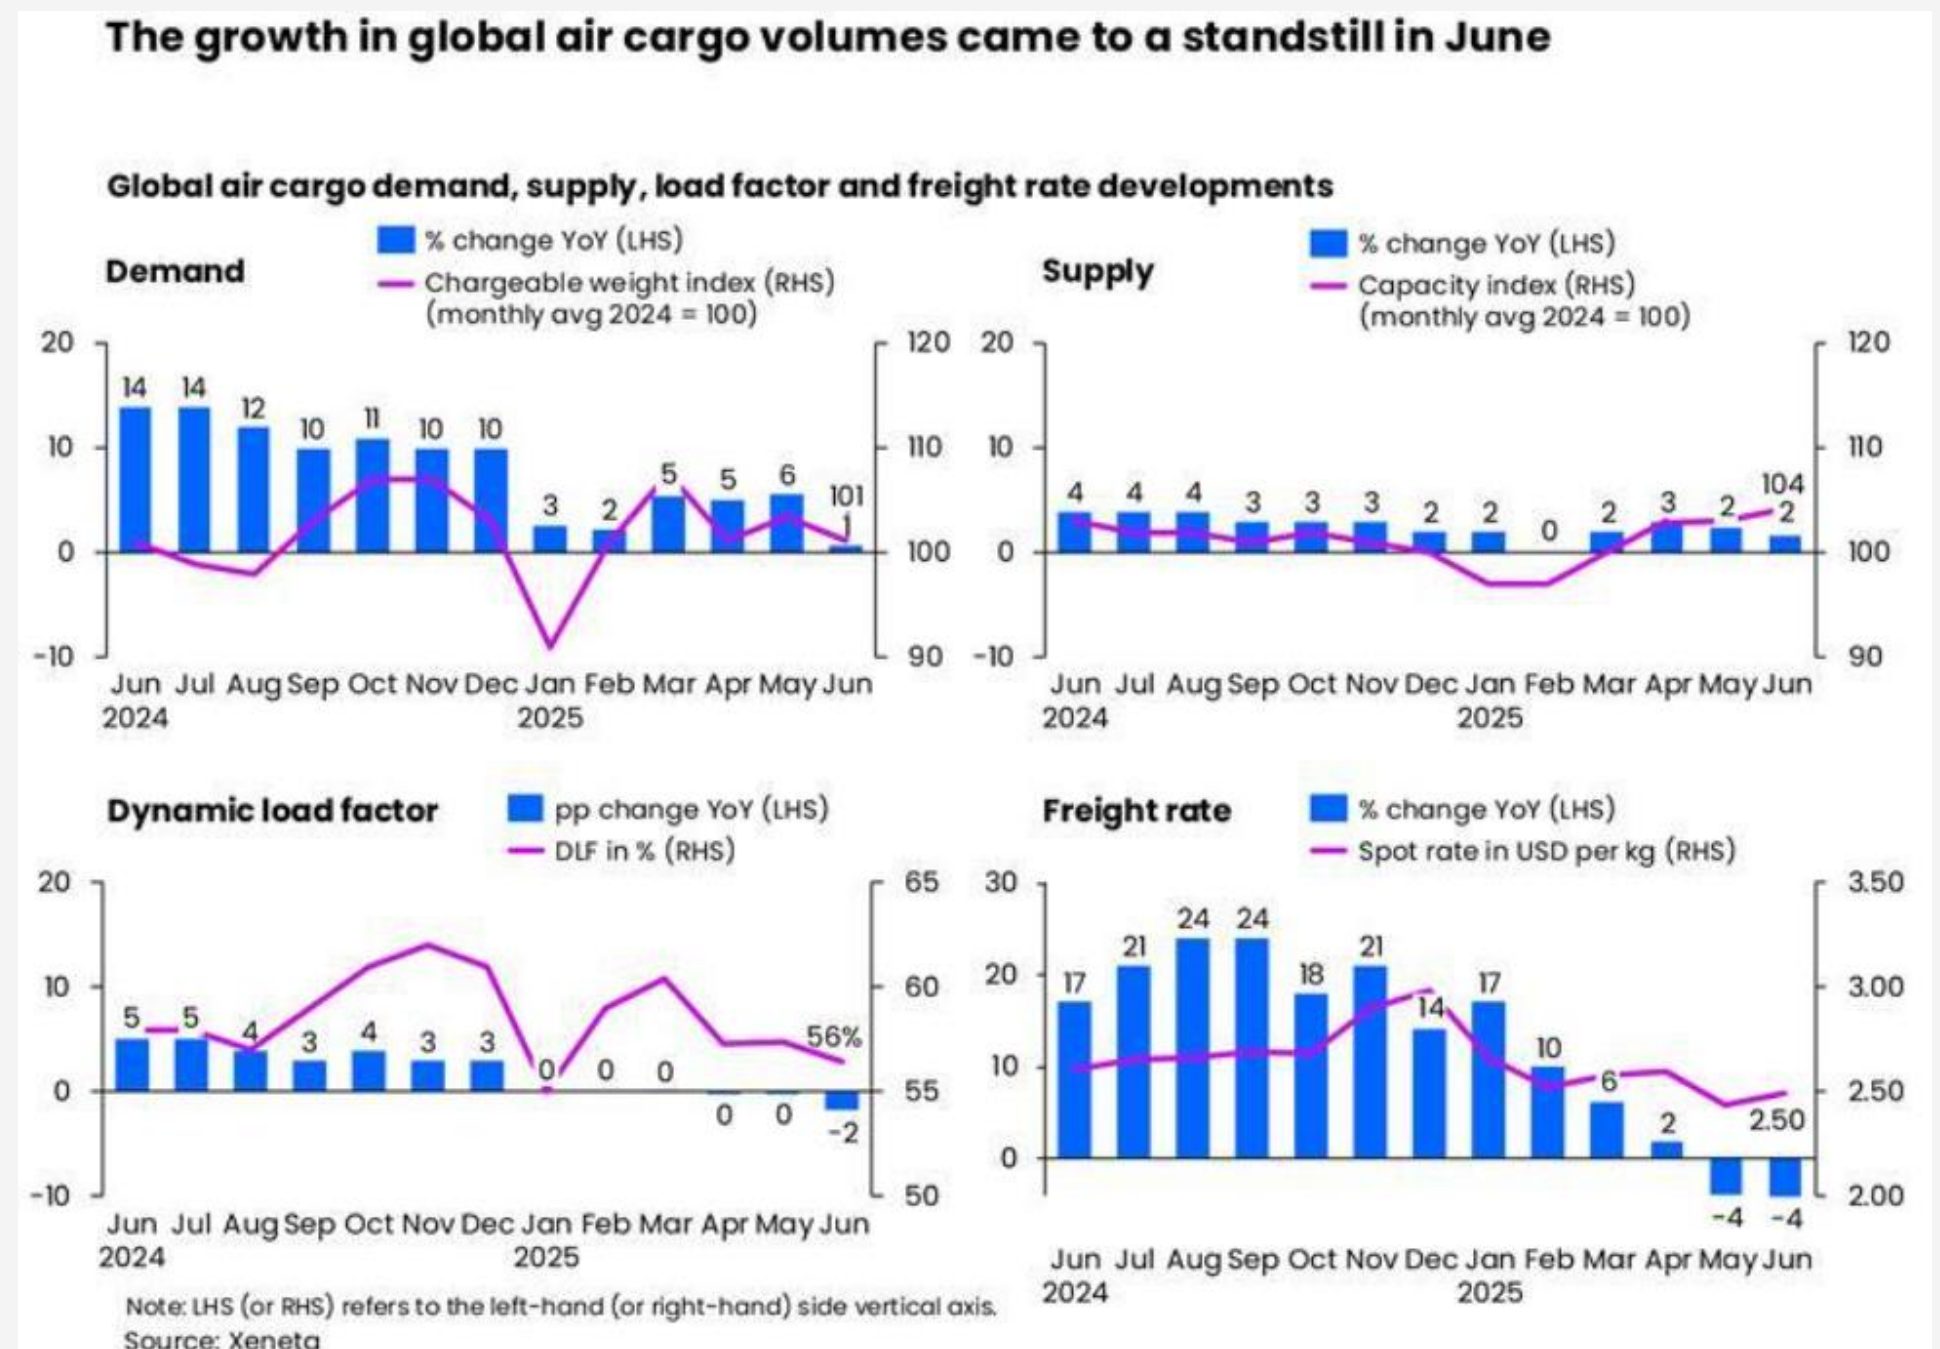 The growth in global air cargo volumes came to a standstill in June
Global air cargo demand, supply, load factor and freight rate developments
Demand
% change YoY (LHS)
Chargeable weight index (RHS)
(monthly avg 2024 = 100)
20
10
0
-10
120
110
100
90
14 14 12 10 11 10 10 3 2 5 5 6 101
1
Jun Jul Aug Sep Oct Nov Dec Jan Feb Mar Apr May Jun
2024 2025
Supply
% change YoY (LHS)
Capacity index (RHS)
(monthly avg 2024 = 100)
20
10
0
-10
120
110
100
90
4 4 4 3 3 3 2 2 0 2 3 2 104
2
Jun Jul Aug Sep Oct Nov Dec Jan Feb Mar Apr May Jun
2024 2025
Dynamic load factor
pp change YoY (LHS)
DLF in % (RHS)
20
10
0
-10
65
60
55
50
5 5 4 3 4 3 3 0 0 0 0 0 56%
-2
Jun Jul Aug Sep Oct Nov Dec Jan Feb Mar Apr May Jun
2024 2025
Freight rate
% change YoY (LHS)
Spot rate in USD per kg (RHS)
30
20
10
0
3.50
3.00
2.50
2.00
17 21 24 24 18 21 14 17 10 6 2 2.50
-4 -4
Jun Jul Aug Sep Oct Nov Dec Jan Feb Mar Apr May Jun
2024 2025
Note: LHS (or RHS) refers to the left-hand (or right-hand) side vertical axis.
Source: Xeneta